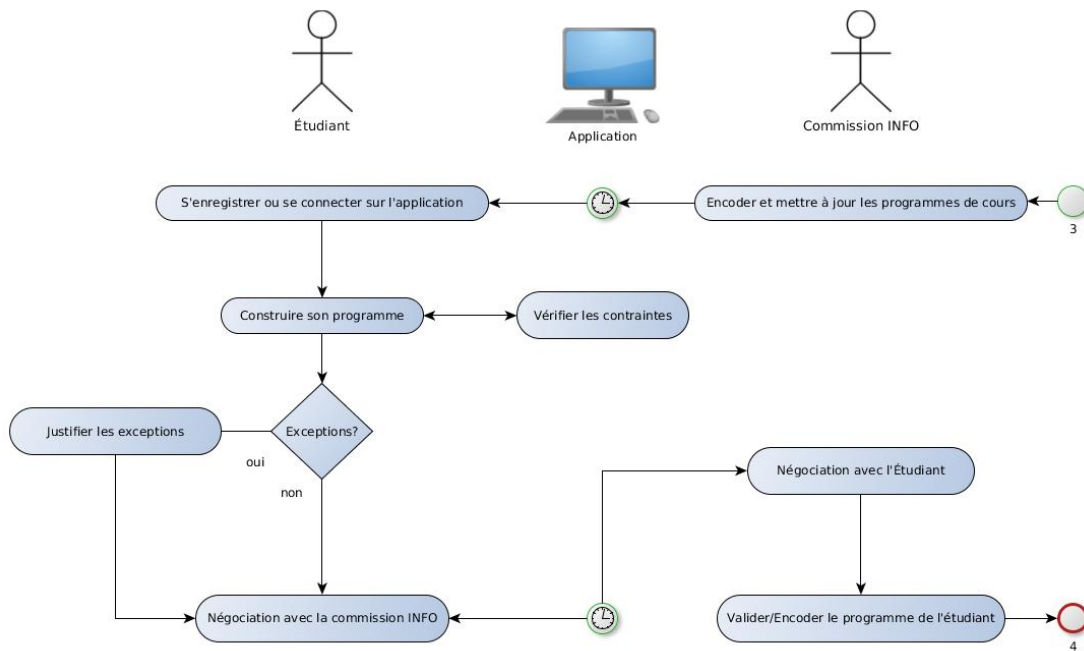 Étudiant
Application
Commission INFO
S'enregistrer ou se connecter sur l'application
Encoder et mettre à jour les programmes de cours
3
Construire son programme
Vérifier les contraintes
Justifier les exceptions
Exceptions?
oui
non
Négociation avec l'Étudiant
Négociation avec la commission INFO
Valider/Encoder le programme de l'étudiant
4